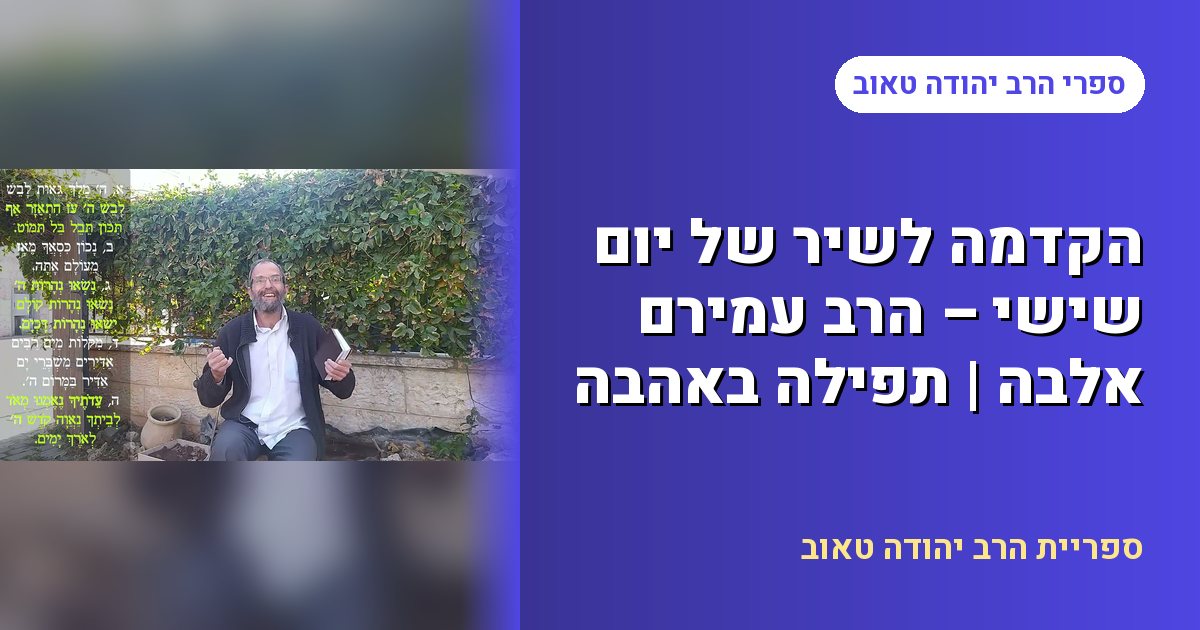 ספרי הרב יהודה טאוב
הקדמה לשיר של יום
שישי – הרב עמירם
אלבה | תפילה באהבה
ספריית הרב יהודה טאוב
א, ה' מָלָךְ גֵּאוּת לָבֵשׁ
לָבֵשׁ ה' עֹז הִתְאַזָּר אַף
תִּכּוֹן תֵּבֵל בַּל תִּמּוֹט.
ב, נָכוֹן כִּסְאֲךָ מֵאָז
מֵעוֹלָם אָתָּה.
ג, נָשְׂאוּ נְהָרוֹת ה'
נָשְׂאוּ נְהָרוֹת קוֹלָם
יִשְׂאוּ נְהָרוֹת דָּכְיָם.
ד, מִקֹּלוֹת מַיִם רַבִּים
אַדִּירִים מִשְׁבְּרֵי יָם
אַדִּיר בַּמָּרוֹם ה'.
ה, עֵדֹתֶיךָ נֶאֶמְנוּ מְאֹד
לְבֵיתְךָ נַאֲוָה קֹדֶשׁ ה'
לְאֹרֶךְ יָמִים.